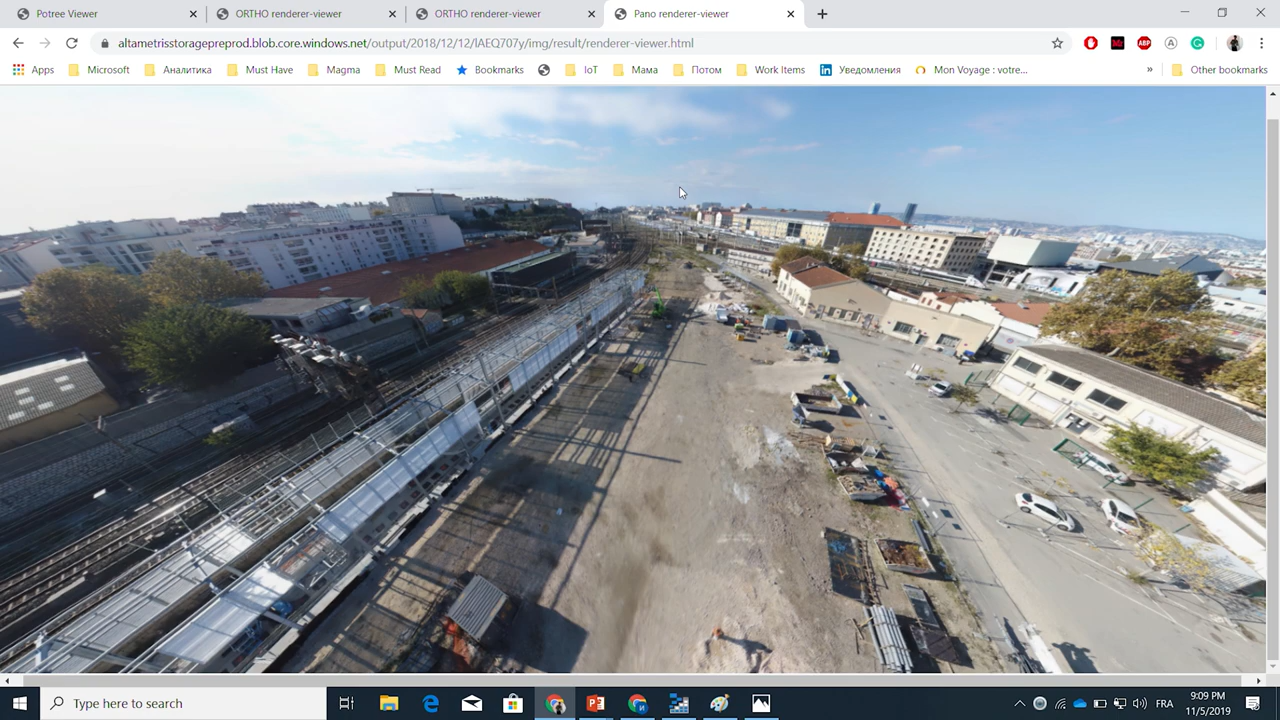 Potree Viewer
ORTHO renderer-viewer
ORTHO renderer-viewer
Pano renderer-viewer
altametrisstoragepreprod.blob.core.windows.net/output/2018/12/12/lAEQ707y/img/result/renderer-viewer.html
ABP
Apps
Microsoft
Аналитика
Must Have
Magma
Must Read
Bookmarks
IoT
Мама
Потом
Work Items
Уведомления
Mon Voyage : votre...
»
Other bookmarks
Type here to search
FRA
9:09 PM
11/5/2019